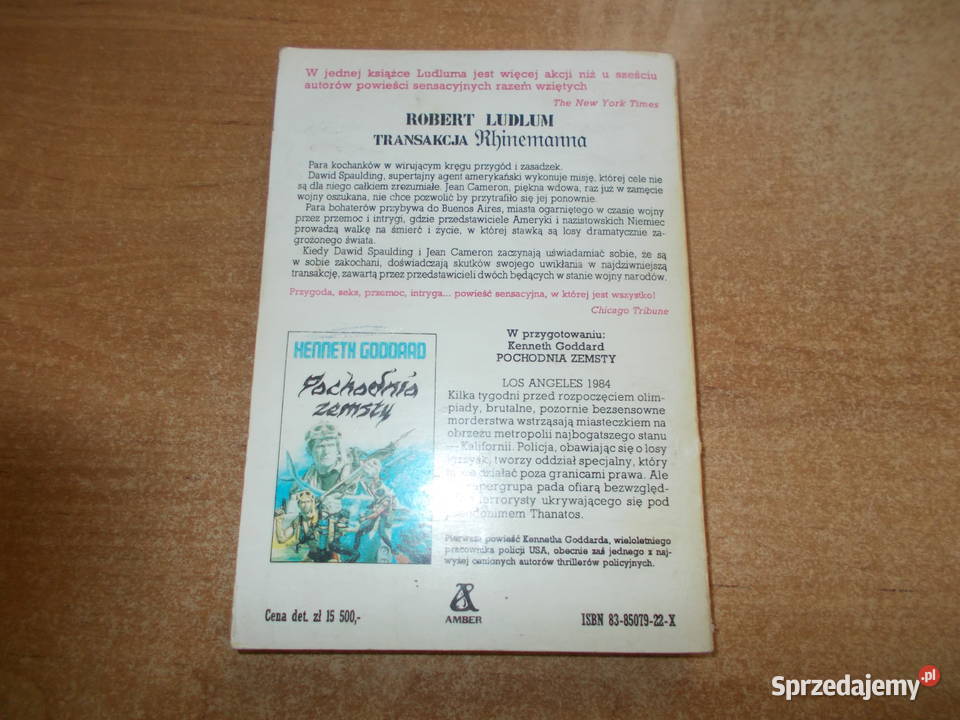 W jednej książce Ludluma jest więcej akcji niż u sześciu
autorów powieści sensacyjnych razem wziętych
The New York Times
ROBERT LUDLUM
TRANSAKCJA Rhinemanna
Para kochanków w wirującym kręgu przygód i zasadzek.
Dawid Spaulding, supertajny agent amerykański wykonuje misję, której cele nie
są dla niego całkiem zrozumiałe. Jean Cameron, piękna wdowa, raz już w zamęcie
wojny oszukana, nie chce pozwolić by przytrafiło się jej ponownie.
Para bohaterów przybywa do Buenos Aires, miasta ogarniętego w czasie wojny
przez przemoc i intrygi, gdzie przedstawiciele Ameryki i nazistowskich Niemiec
prowadzą walkę na śmierć i życie, w której stawką są losy dramatycznie za-
grożonego świata.
Kiedy Dawid Spaulding i Jean Cameron zaczynają uświadamiać sobie, że są
w sobie zakochani, doświadczają skutków swojego uwikłania w najdziwniejszą
transakcję, zawartą przez przedstawicieli dwóch będących w stanie wojny narodów.
Przygoda, seks, przemoc, intryga... powieść sensacyjna, w której jest wszystko!
Chicago Tribune
HENNETH GODDARD
Pochodnia
zemsty
W przygotowaniu:
Kenneth Goddard
POCHODNIA ZEMSTY
LOS ANGELES 1984
Kilka tygodni przed rozpoczęciem olim-
piady, brutalne, pozornie bezsensowne
morderstwa wstrząsają miasteczkiem na
obrzeżu metropolii najbogatszego stanu
— Kalifornii. Policja, obawiając się o losy
igrzysk, tworzy oddział specjalny, który
działać poza granicami prawa. Ale
supergrupa pada ofiarą bezwzględ-
terrorysty ukrywającego się pod
pseudonimem Thanatos.
Pierwsza powieść Kennetha Goddarda, wieloletniego
pracownika policji USA, obecnie zaś jednego z naj-
wyżej cenionych autorów thrillerów policyjnych.
Cena det. zł 15 500,-
AMBER
ISBN 83-85079-22-X
Sprzedajemy.pl